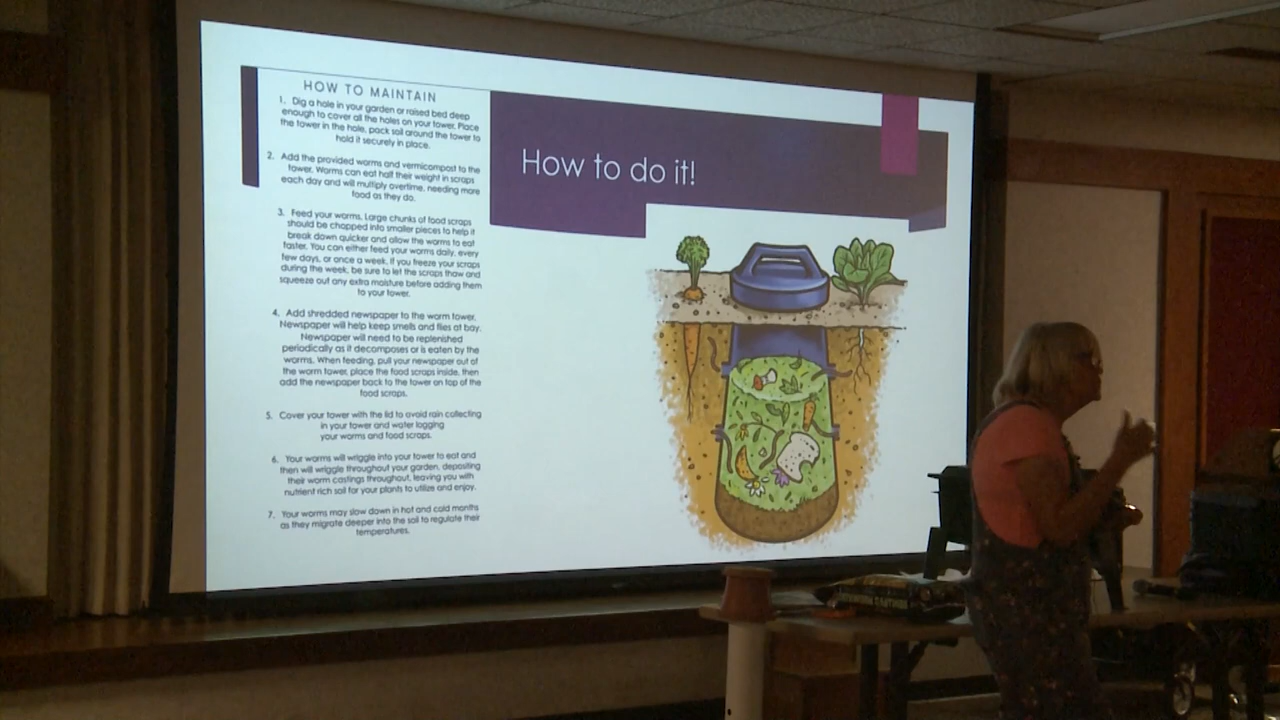 HOW TO MAINTAIN
1. Dig a hole in your garden or raised bed deep
enough to cover all the holes on your tower. Place
the tower in the hole, pack soil around the tower to
hold it securely in place.
2. Add the provided worms and vermicompost to the
tower. Worms can eat half their weight in scraps
each day and will multiply overtime, needing more
food as they do.
3. Feed your worms. Large chunks of food scraps
should be chopped into smaller pieces to help it
break down quicker and allow the worms to eat
faster. You can either feed your worms daily, every
few days, or once a week. If you freeze your scraps
during the week, be sure to let the scraps thaw and
squeeze out any extra moisture before adding them
to your tower.
4. Add shredded newspaper to the worm tower.
Newspaper will help keep smells and flies at bay.
Newspaper will need to be replenished
periodically as it decomposes or is eaten by the
worms. When feeding, pull your newspaper out of
the worm tower, place the food scraps inside, then
add the newspaper back to the tower on top of the
food scraps.
5. Cover your tower with the lid to avoid rain collecting
in your tower and water logging
your worms and food scraps.
6. Your worms will wriggle into your tower to eat and
then will wriggle throughout your garden, depositing
their worm castings throughout, leaving you with
nutrient rich soil for your plants to utilize and enjoy.
7. Your worms may slow down in hot and cold months
as they migrate deeper into the soil to regulate their
temperatures.
How to do it!